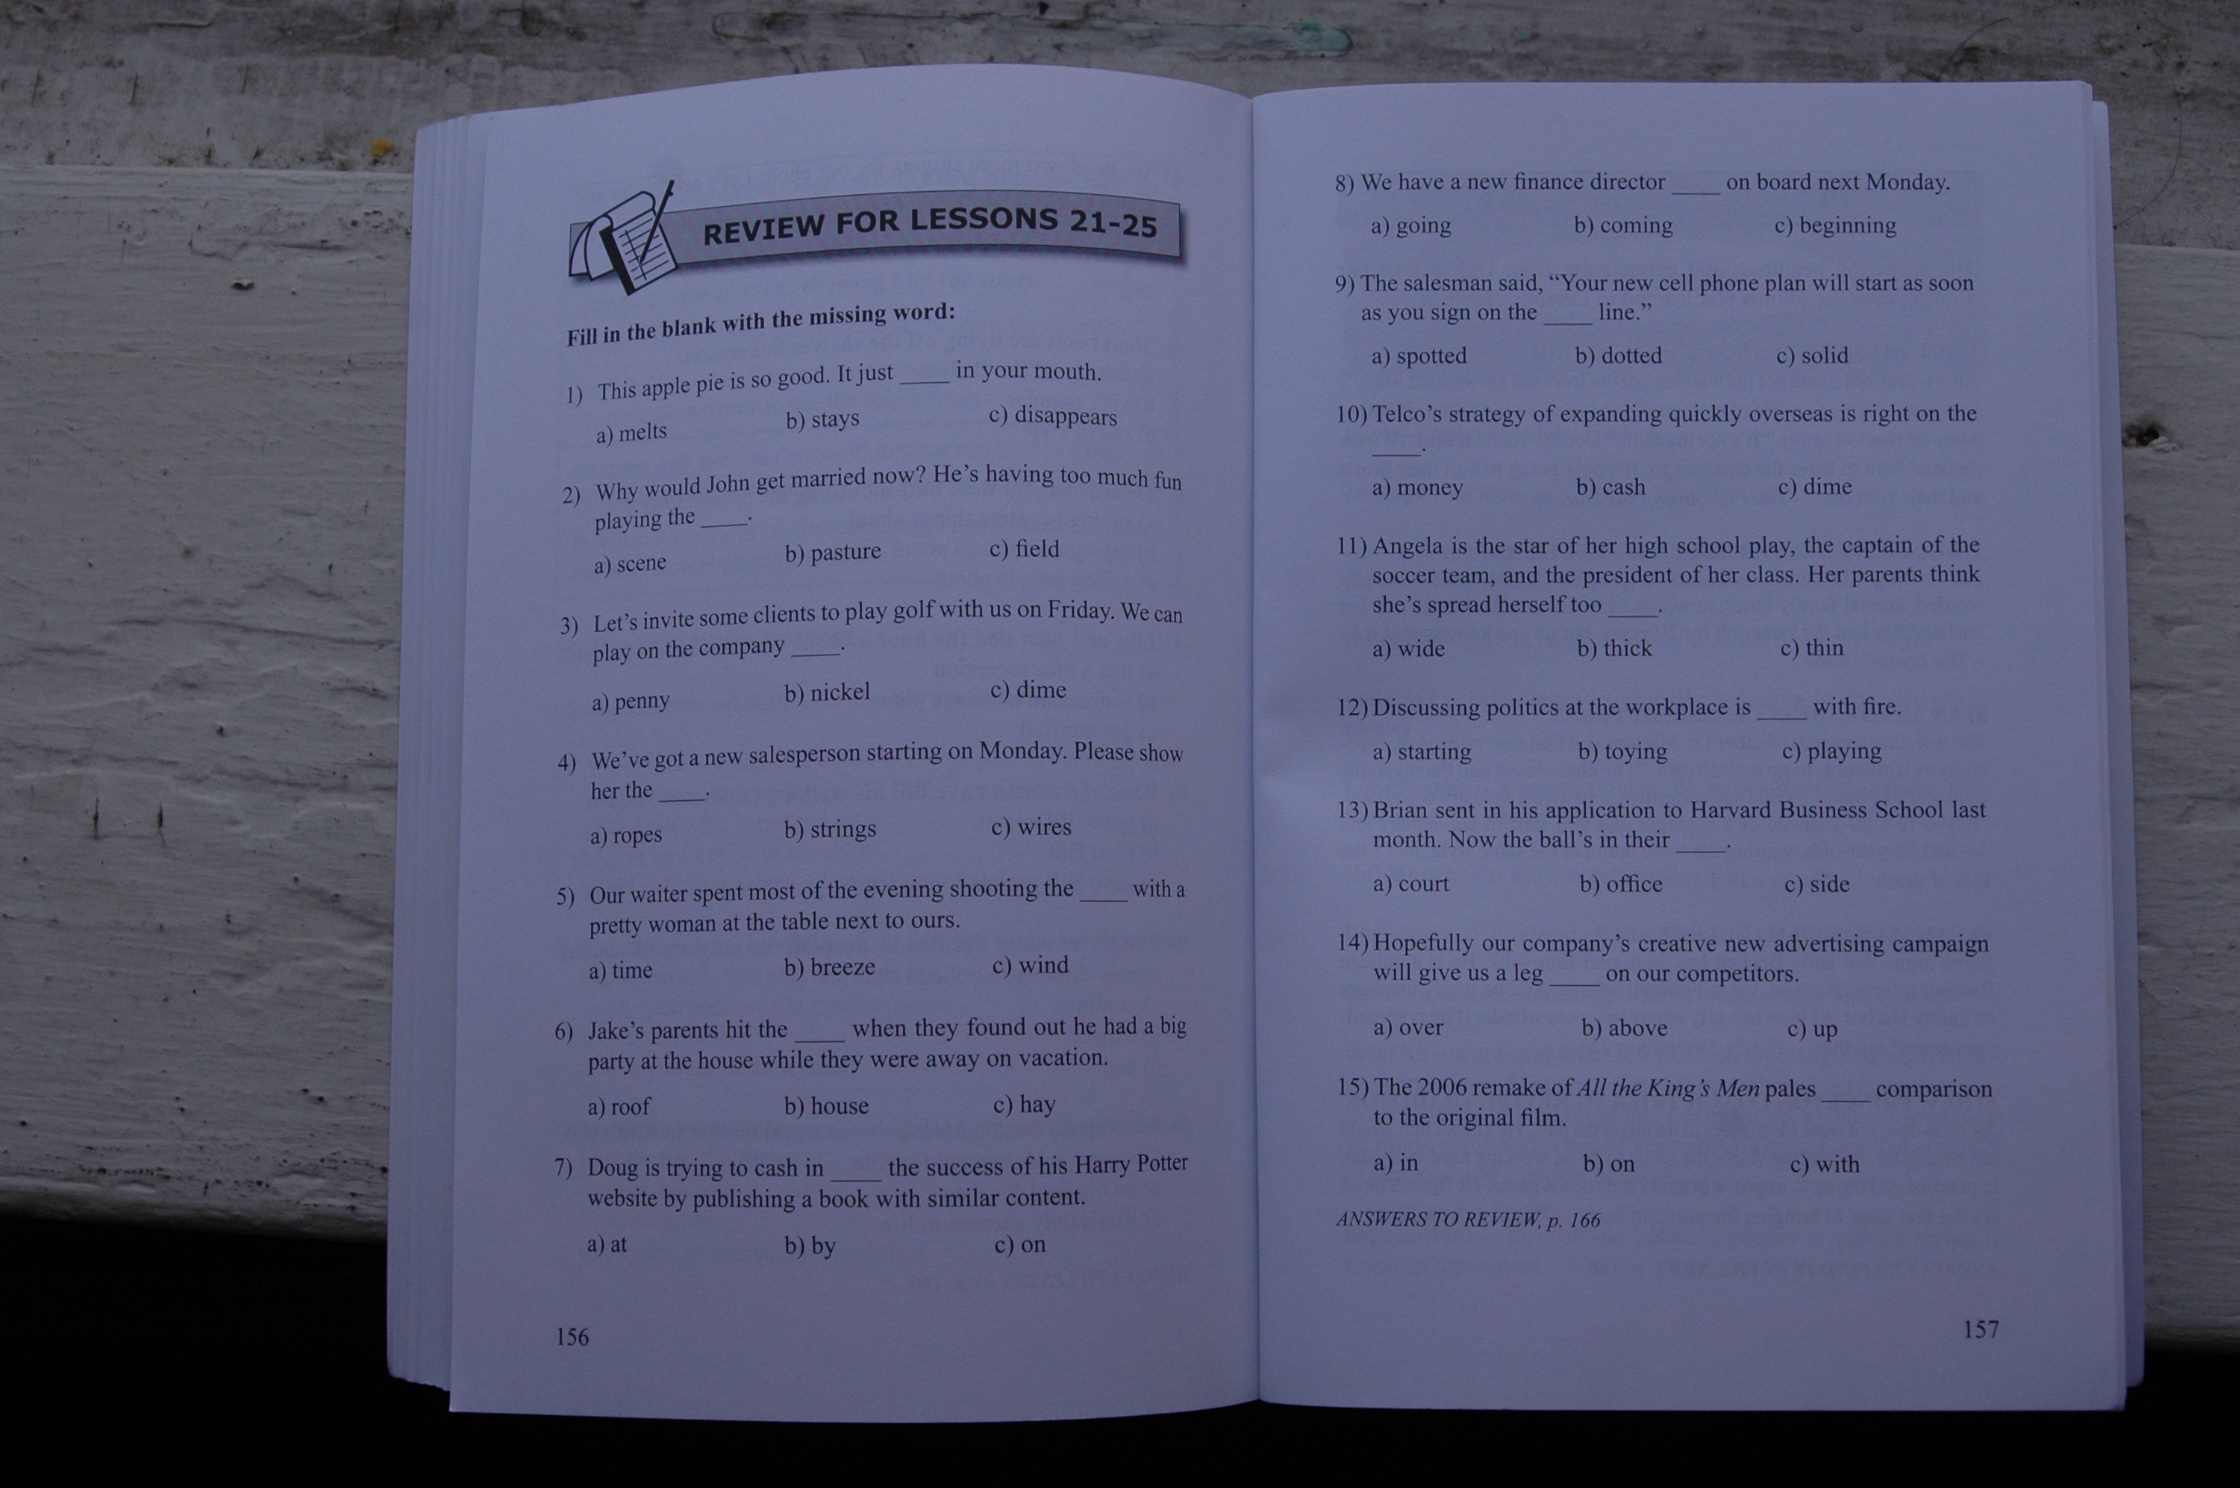 REVIEW FOR LESSONS 21-25
Fill in the blank with the missing word:
1) This apple pie is so good. It just ____ in your mouth.
a) melts b) stays c) disappears
2) Why would John get married now? He's having too much fun
playing the ____.
a) scene b) pasture c) field
3) Let's invite some clients to play golf with us on Friday. We can
play on the company ____.
a) penny b) nickel c) dime
4) We've got a new salesperson starting on Monday. Please show
her the ____.
a) ropes b) strings c) wires
5) Our waiter spent most of the evening shooting the ____ with a
pretty woman at the table next to ours.
a) time b) breeze c) wind
6) Jake's parents hit the ____ when they found out he had a big
party at the house while they were away on vacation.
a) roof b) house c) hay
7) Doug is trying to cash in ____ the success of his Harry Potter
website by publishing a book with similar content.
a) at b) by c) on
156
8) We have a new finance director ____ on board next Monday.
a) going b) coming c) beginning
9) The salesman said, “Your new cell phone plan will start as soon
as you sign on the ____ line.”
a) spotted b) dotted c) solid
10) Telco's strategy of expanding quickly overseas is right on the
____.
a) money b) cash c) dime
11) Angela is the star of her high school play, the captain of the
soccer team, and the president of her class. Her parents think
she's spread herself too ____.
a) wide b) thick c) thin
12) Discussing politics at the workplace is ____ with fire.
a) starting b) toying c) playing
13) Brian sent in his application to Harvard Business School last
month. Now the ball's in their ____.
a) court b) office c) side
14) Hopefully our company's creative new advertising campaign
will give us a leg ____ on our competitors.
a) over b) above c) up
15) The 2006 remake of All the King's Men pales ____ comparison
to the original film.
a) in b) on c) with
ANSWERS TO REVIEW, p. 166
157